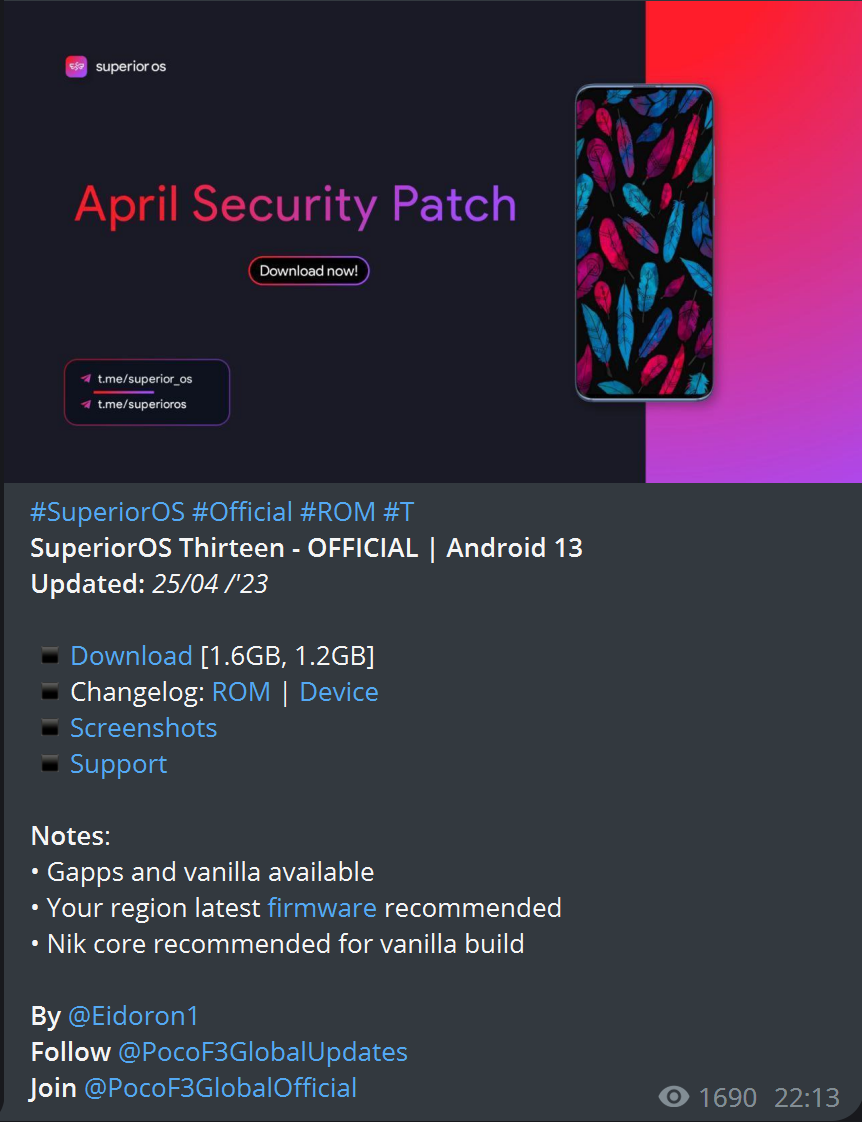 superior os
April Security Patch
Download now!
t.me/superior_os
t.me/superioros
#SuperiorOS #Official #ROM #T
SuperiorOS Thirteen - OFFICIAL | Android 13
Updated: 25/04 /'23
▪ Download [1.6GB, 1.2GB]
▪ Changelog: ROM | Device
▪ Screenshots
▪ Support
Notes:
• Gapps and vanilla available
• Your region latest firmware recommended
• Nik core recommended for vanilla build
By @Eidoron1
Follow @PocoF3GlobalUpdates
Join @PocoF3GlobalOfficial
1690 22:13